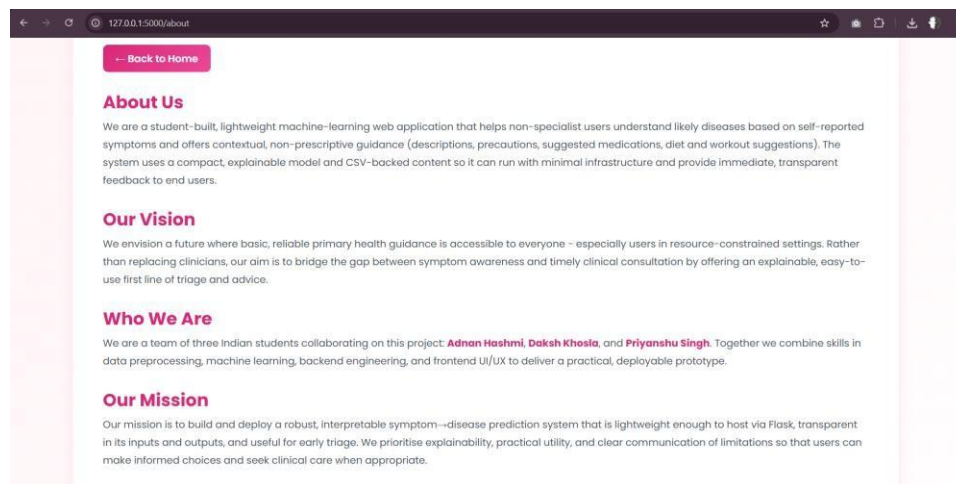 127.0.0.1:5000/about
← Back to Home
About Us
We are a student-built, lightweight machine-learning web application that helps non-specialist users understand likely diseases based on self-reported
symptoms and offers contextual, non-prescriptive guidance (descriptions, precautions, suggested medications, diet and workout suggestions). The
system uses a compact, explainable model and CSV-backed content so it can run with minimal infrastructure and provide immediate, transparent
feedback to end users.
Our Vision
We envision a future where basic, reliable primary health guidance is accessible to everyone - especially users in resource-constrained settings. Rather
than replacing clinicians, our aim is to bridge the gap between symptom awareness and timely clinical consultation by offering an explainable, easy-to-
use first line of triage and advice.
Who We Are
We are a team of three Indian students collaborating on this project: Adnan Hashmi, Daksh Khosla, and Priyanshu Singh. Together we combine skills in
data preprocessing, machine learning, backend engineering, and frontend UI/UX to deliver a practical, deployable prototype.
Our Mission
Our mission is to build and deploy a robust, interpretable symptom→disease prediction system that is lightweight enough to host via Flask, transparent
in its inputs and outputs, and useful for early triage. We prioritise explainability, practical utility, and clear communication of limitations so that users can
make informed choices and seek clinical care when appropriate.